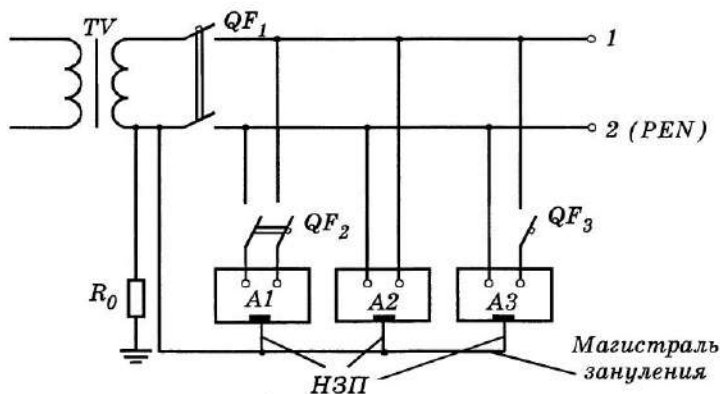 TV
QF1
1
2 (PEN)
QF2
QF3
A1
A2
A3
R0
НЗП
Магистраль
зануления